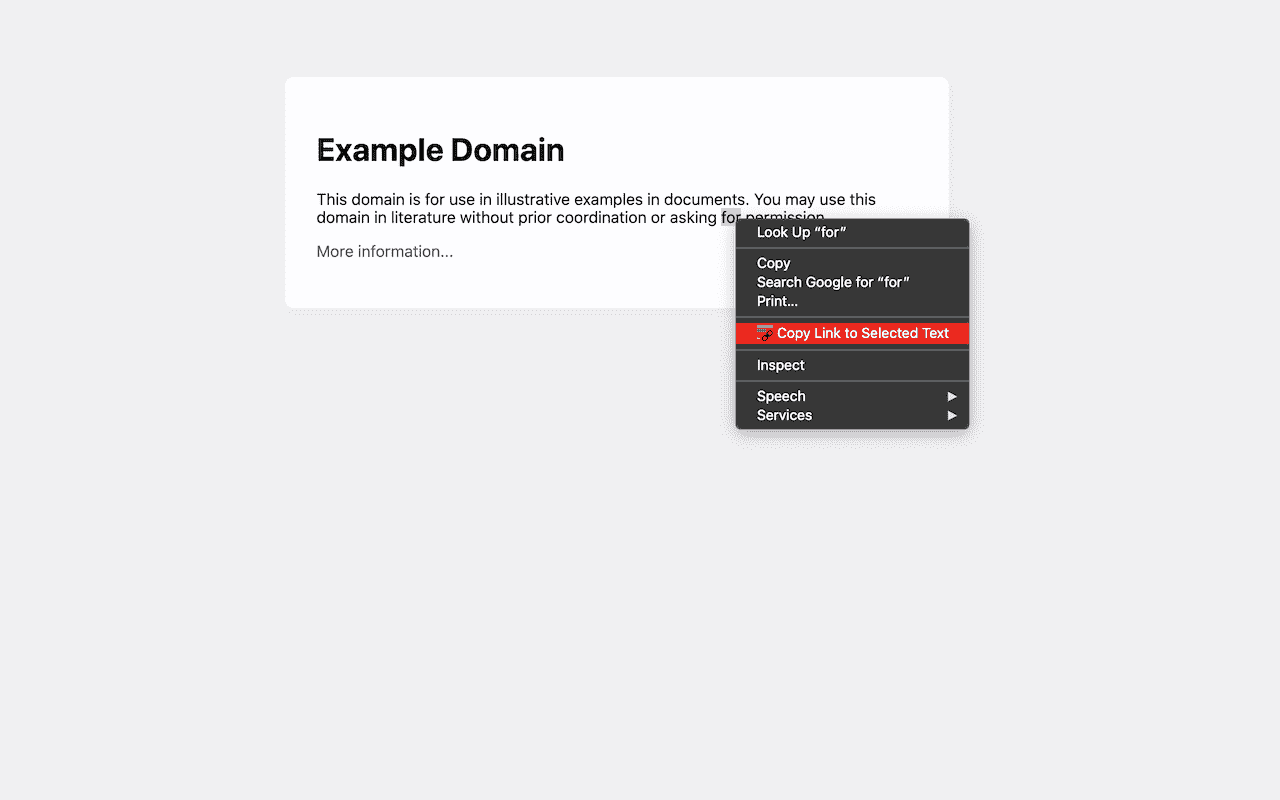 Example Domain
This domain is for use in illustrative examples in documents. You may use this
domain in literature without prior coordination or asking for permission.
More information...
Look Up “for”
Copy
Search Google for “for”
Print...
Copy Link to Selected Text
Inspect
Speech
Services